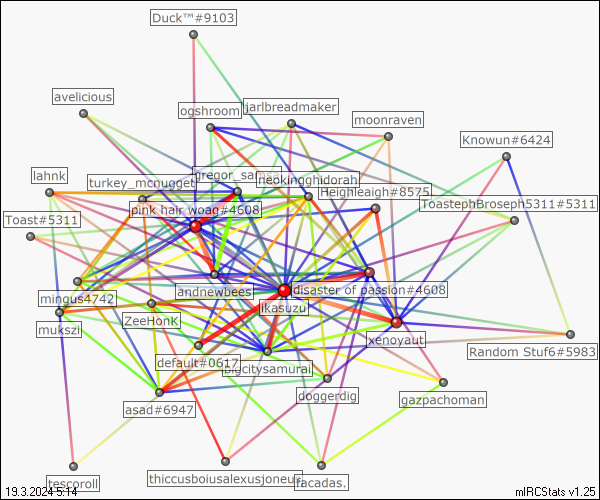 Duck™#9103
avelicious
ogshroom
jarlbreadmaker
moonraven
Knowun#6424
lahnk
turkey_mcnugget
neokingghidorah
Heighleaigh#8575
ToastephBroseph5311#5311
Toast#5311
pink hair woag#4608
mingus4742
andnewbees
disaster of passion#4608
ikasuzu
mukszi
ZeeHonK
xenoyaut
default#0617
bigcitysamurai
Random Stuf6#5983
asad#6947
doggerdig
gazpachoman
tescoroll
thiccusboiusalexusjoneus
facadas.
19.3.2024 5:14
mIRCStats v1.25